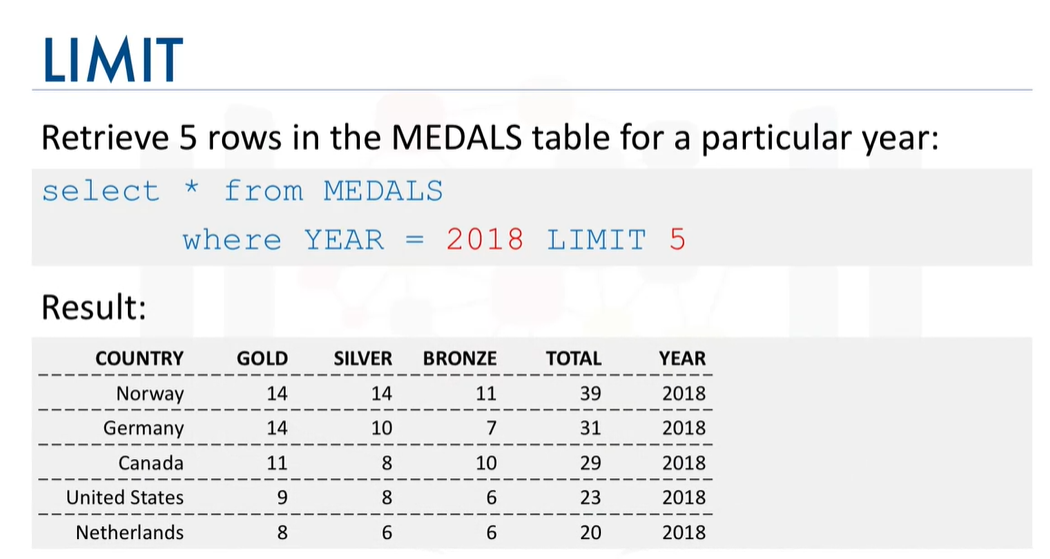 LIMIT
Retrieve 5 rows in the MEDALS table for a particular year:
select * from MEDALS
where YEAR = 2018 LIMIT 5
Result:
COUNTRY GOLD SILVER BRONZE TOTAL YEAR
Norway 14 14 11 39 2018
Germany 14 10 7 31 2018
Canada 11 8 10 29 2018
United States 9 8 6 23 2018
Netherlands 8 6 6 20 2018